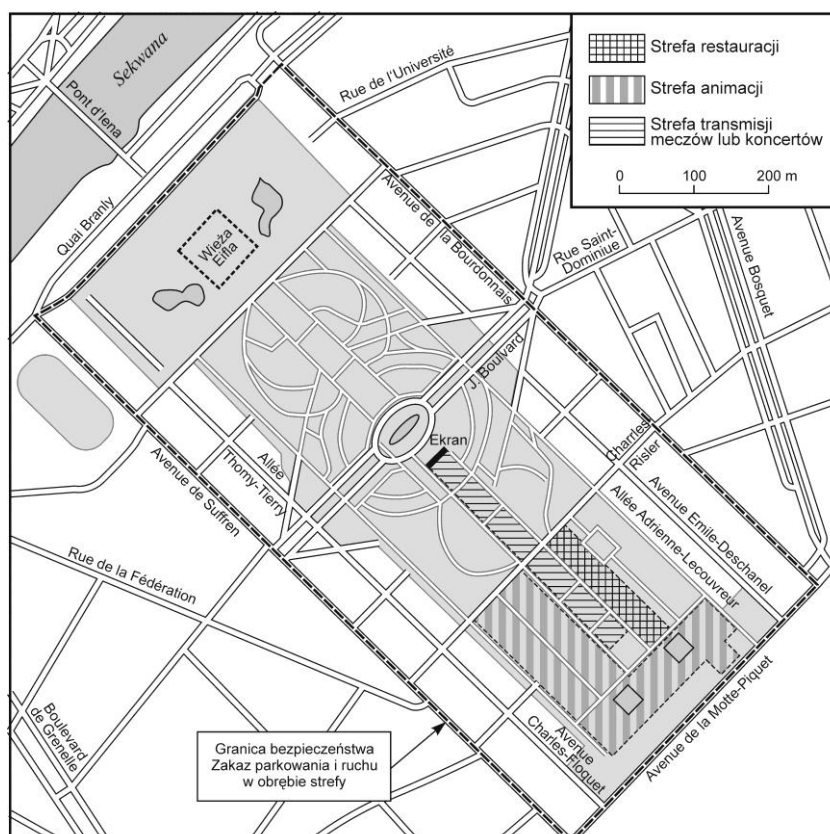 Strefa restauracji
Strefa animacji
Strefa transmisji
meczów lub koncertów
0 100 200 m
Sekwana
Pont d'Iena
Quai Branly
Rue de l'Université
Wieża
Eifla
Avenue de la Bourdonnais
Rue Saint-
Dominiue
Avenue Bosquet
J. Boulvard
Ekran
Charrles
Risler
Allée
Thomy-Tierry
Avenue de Suffren
Avenue Emile-Deschanel
Allée Adrienne-Lecouvreur
Rue de la Fédération
Boulevard
de Grenelle
Avenue
Charles-Floquet
Avenue de la Motte-Piquet
Granica bezpieczeństwa
Zakaz parkowania i ruchu
w obrębie strefy